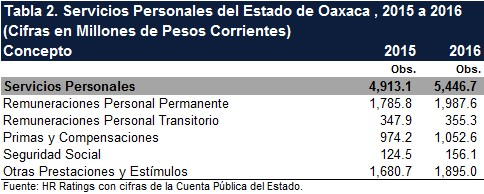 Tabla 2. Servicios Personales del Estado de Oaxaca , 2015 a 2016
(Cifras en Millones de Pesos Corrientes)
Concepto 2015 2016
Obs. Obs.
Servicios Personales 4,913.1 5,446.7
Remuneraciones Personal Permanente 1,785.8 1,987.6
Remuneraciones Personal Transitorio 347.9 355.3
Primas y Compensaciones 974.2 1,052.6
Seguridad Social 124.5 156.1
Otras Prestaciones y Estímulos 1,680.7 1,895.0
Fuente: HR Ratings con cifras de la Cuenta Pública del Estado.